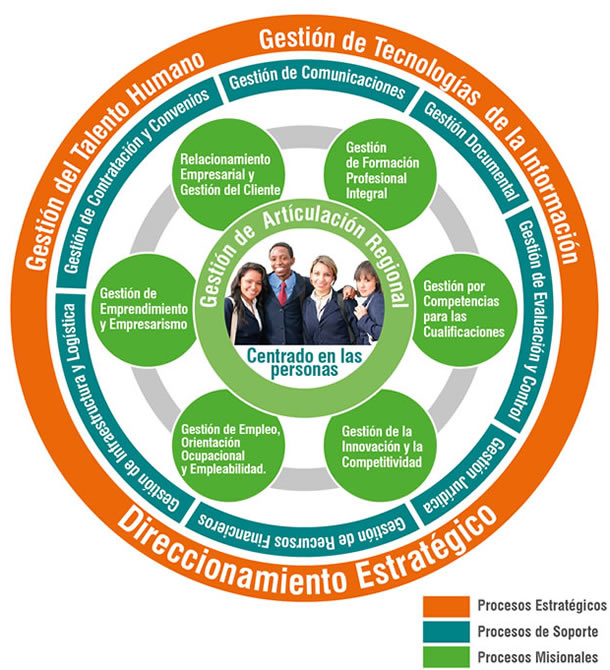 Gestión del Talento Humano
Gestión de Tecnologías de la Información
Direccionamiento Estratégico
Gestión de Contratación y Convenios
Gestión de Comunicaciones
Gestión Documental
Gestión de Evaluación y Control
Gestión Jurídica
Gestión de Recursos Financieros
Gestión de Infraestructura y Logística
Relacionamiento
Empresarial y
Gestión del Cliente
Gestión
de Formación
Profesional
Integral
Gestión de
Emprendimiento
y Empresarismo
Gestión por
Competencias
para las
Cualificaciones
Gestión de Empleo,
Orientación
Ocupacional
y Empleabilidad.
Gestión de la
Innovación y la
Competitividad
Gestión de Artículación Regional
Centrado en las
personas
Procesos Estratégicos
Procesos de Soporte
Procesos Misionales